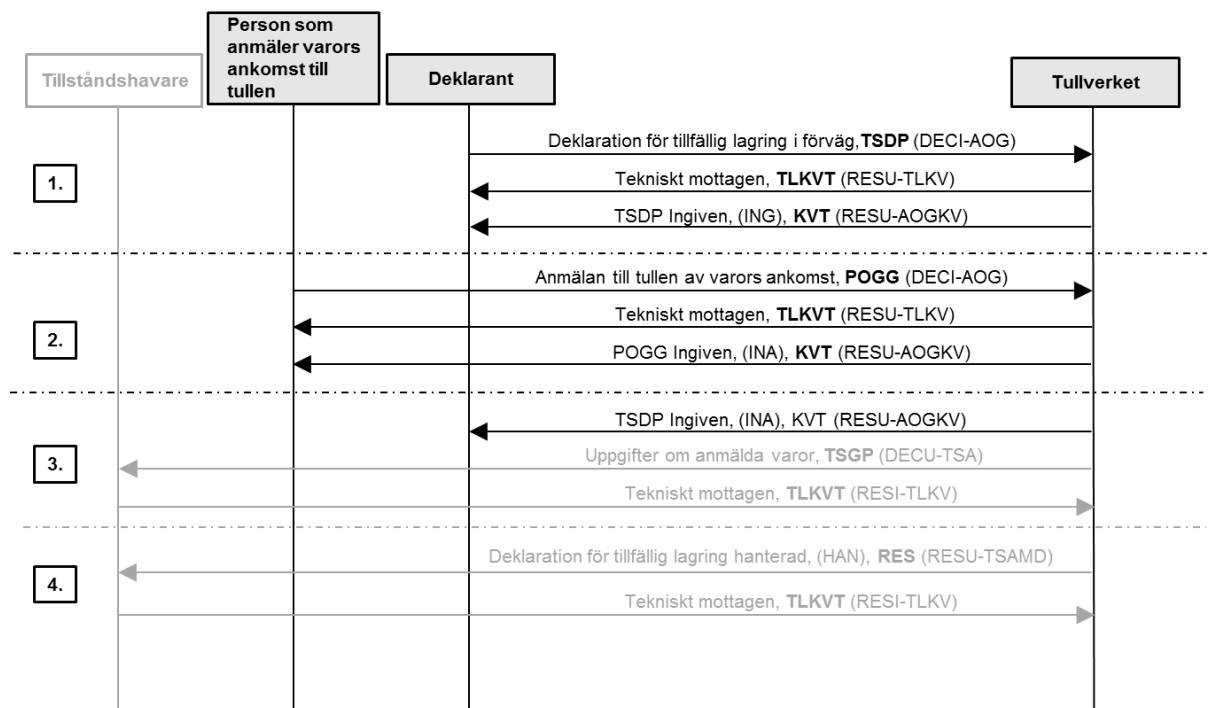 Tillståndshavare
Person som
anmäler varors
ankomst till
tullen
Deklarant
Tullverket
1.
Deklaration för tillfällig lagring i förväg,TSDP (DECI-AOG)
Tekniskt mottagen, TLKVT (RESU-TLKV)
TSDP Ingiven, (ING), KVT (RESU-AOGKV)
2.
Anmälan till tullen av varors ankomst, POGG (DECI-AOG)
Tekniskt mottagen, TLKVT (RESU-TLKV)
POGG Ingiven, (INA), KVT (RESU-AOGKV)
3.
TSDP Ingiven, (INA), KVT (RESU-AOGKV)
Uppgifter om anmälda varor, TSGP (DECU-TSA)
Tekniskt mottagen, TLKVT (RESI-TLKV)
4.
Deklaration för tillfällig lagring hanterad, (HAN), RES (RESU-TSAMD)
Tekniskt mottagen, TLKVT (RESI-TLKV)